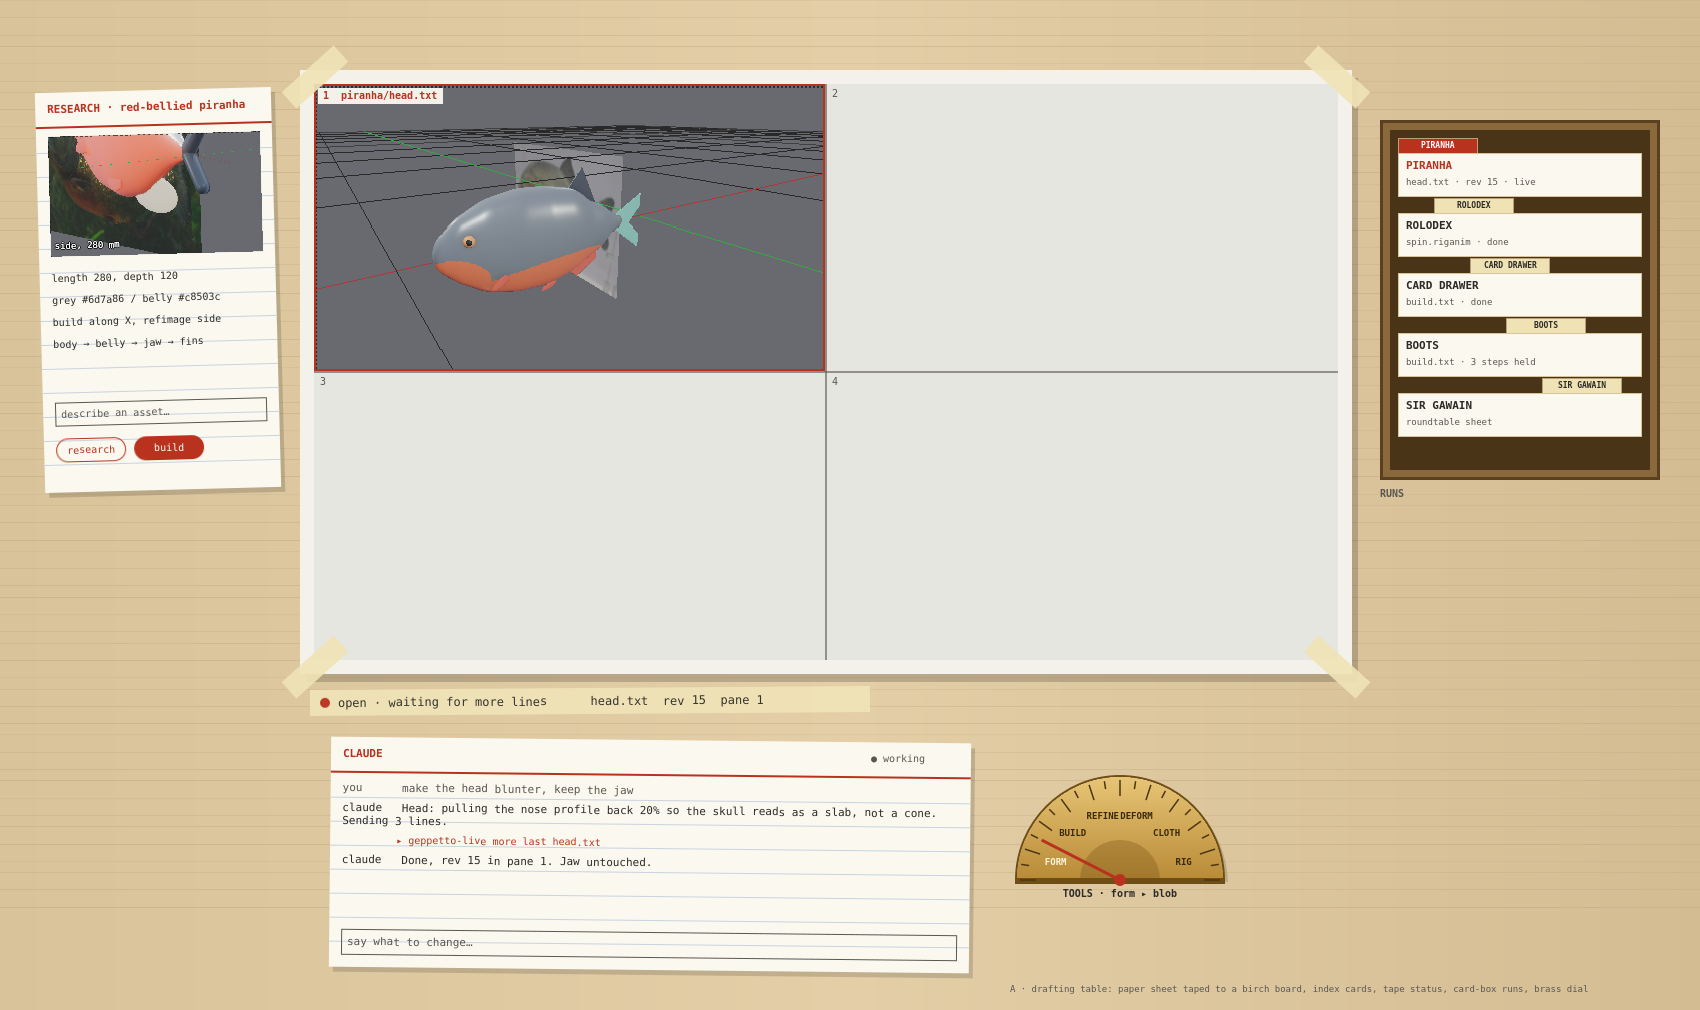 RESEARCH · red-bellied piranha
side, 280 mm
length 280, depth 120
grey #6d7a86 / belly #c8503c
build along X, refimage side
body → belly → jaw → fins
describe an asset…
research
build
1 piranha/head.txt
2
3
4
PIRANHA
PIRANHA
head.txt · rev 15 · live
ROLODEX
ROLODEX
spin.riganim · done
CARD DRAWER
CARD DRAWER
build.txt · done
BOOTS
BOOTS
build.txt · 3 steps held
SIR GAWAIN
SIR GAWAIN
roundtable sheet
RUNS
open · waiting for more lines head.txt rev 15 pane 1
CLAUDE
● working
you make the head blunter, keep the jaw
claude Head: pulling the nose profile back 20% so the skull reads as a slab, not a cone.
Sending 3 lines.
▸ geppetto-live more last head.txt
claude Done, rev 15 in pane 1. Jaw untouched.
say what to change…
FORM
BUILD
REFINE
DEFORM
CLOTH
RIG
TOOLS · form ▸ blob
A · drafting table: paper sheet taped to a birch board, index cards, tape status, card-box runs, brass dial